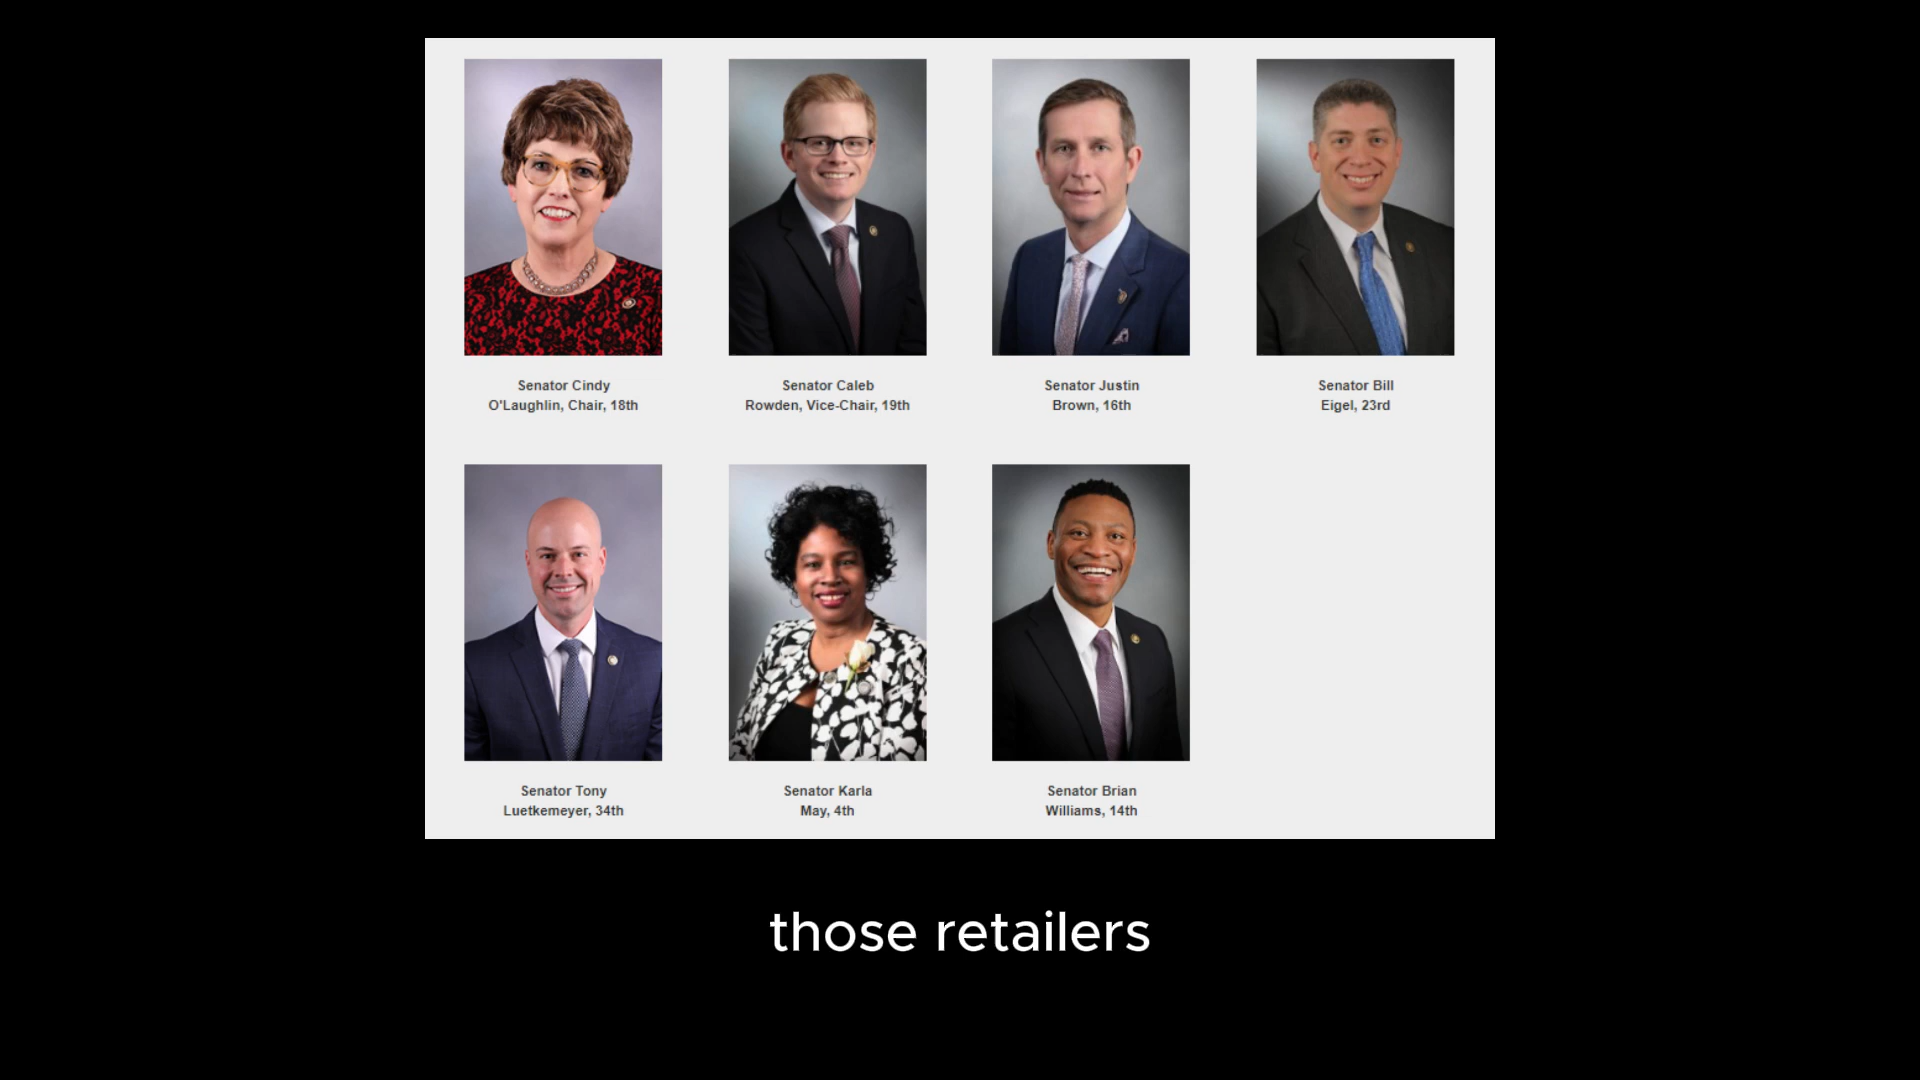 Senator Cindy
O'Laughlin, Chair, 18th
Senator Caleb
Rowden, Vice-Chair, 19th
Senator Justin
Brown, 16th
Senator Bill
Eigel, 23rd
Senator Tony
Luetkemeyer, 34th
Senator Karla
May, 4th
Senator Brian
Williams, 14th
those retailers